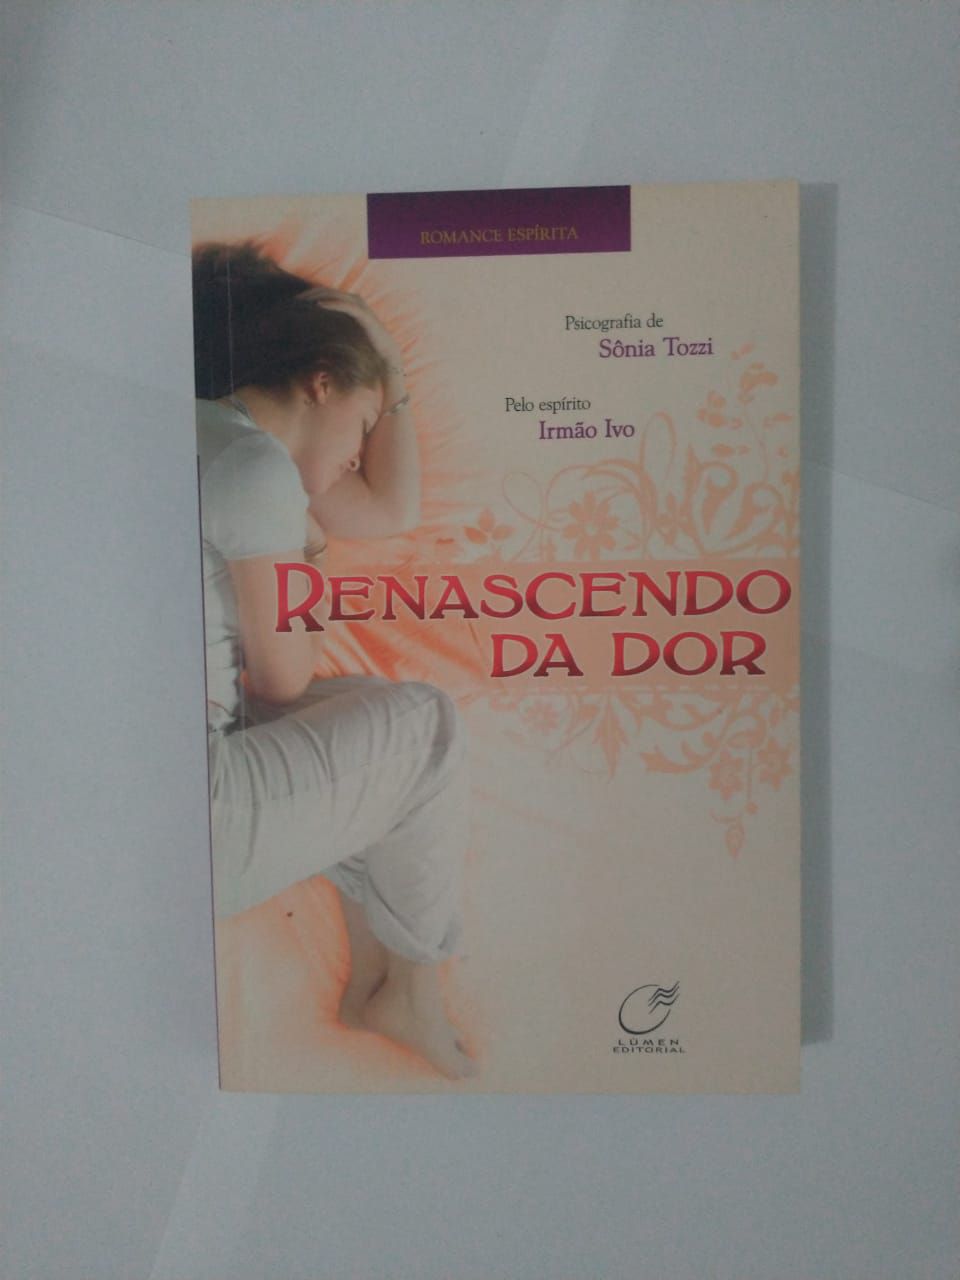 ROMANCE ESPÍRITA
Psicografia de
Sônia Tozzi
Pelo espírito
Irmão Ivo
RENASCENDO
DA DOR
LÚMEN
EDITORIAL